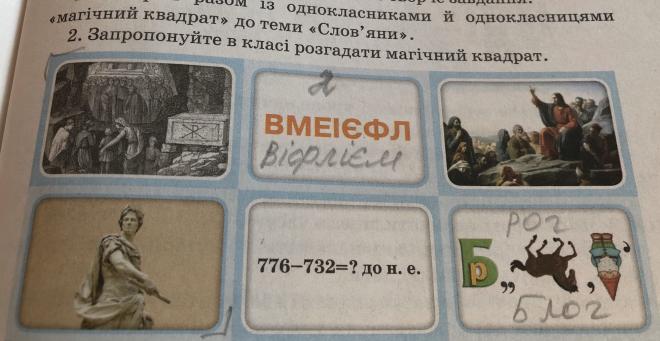 разом із однокласниками й однокласницями
«магічний квадрат» до теми «Слов'яни».
2. Запропонуйте в класі розгадати магічний квадрат.
2
ВМЕІЄФЛ
Віфлієм
776–732=? до н. е.
РОГ
Б
р
,,
,
'
БЛОГ